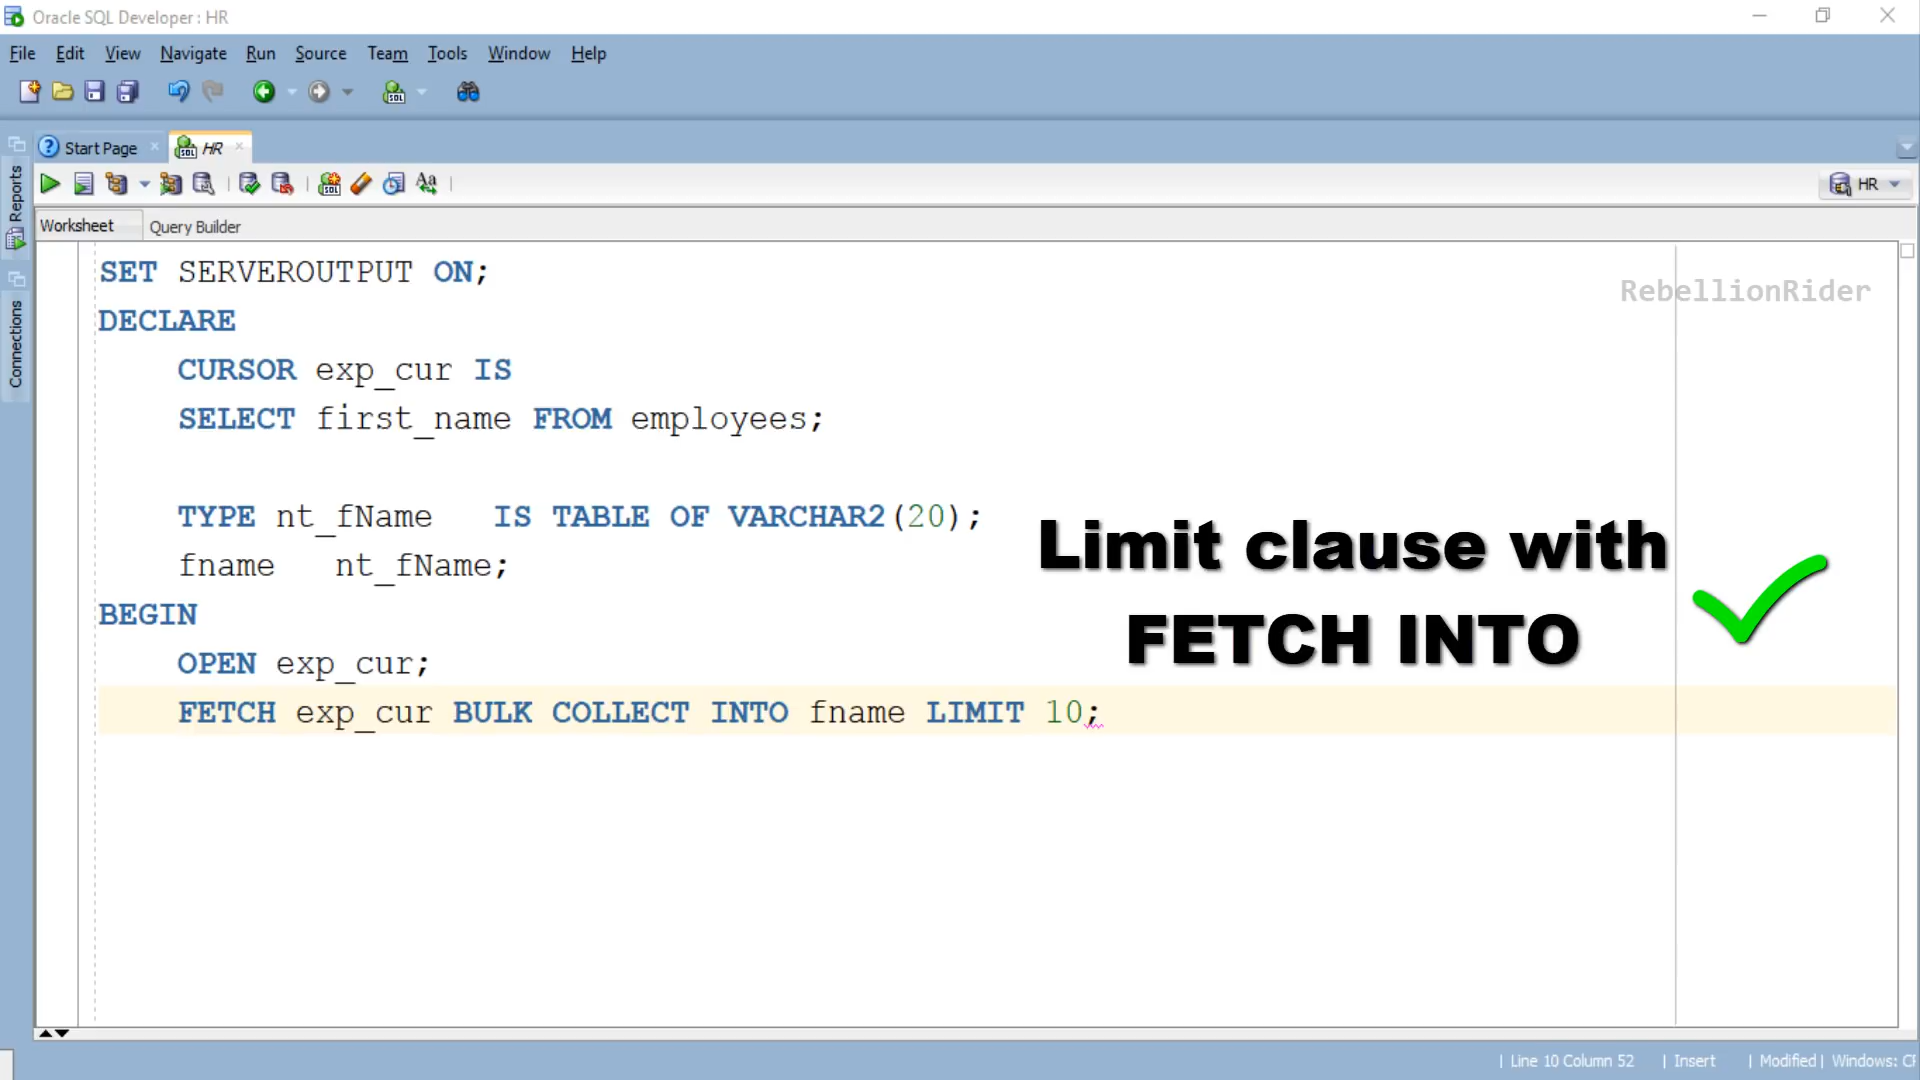 Oracle SQL Developer : HR
File Edit View Navigate Run Source Team Tools Window Help
Start Page HR
HR
Reports
Connections
Worksheet Query Builder
SET SERVEROUTPUT ON;
RebellionRider
DECLARE
CURSOR exp_cur IS
SELECT first_name FROM employees;
TYPE nt_fName IS TABLE OF VARCHAR2(20);
fname nt_fName;
BEGIN
OPEN exp_cur;
FETCH exp_cur BULK COLLECT INTO fname LIMIT 10;
Limit clause with
FETCH INTO
| Line 10 Column 52 | Insert | Modified | Windows: CF